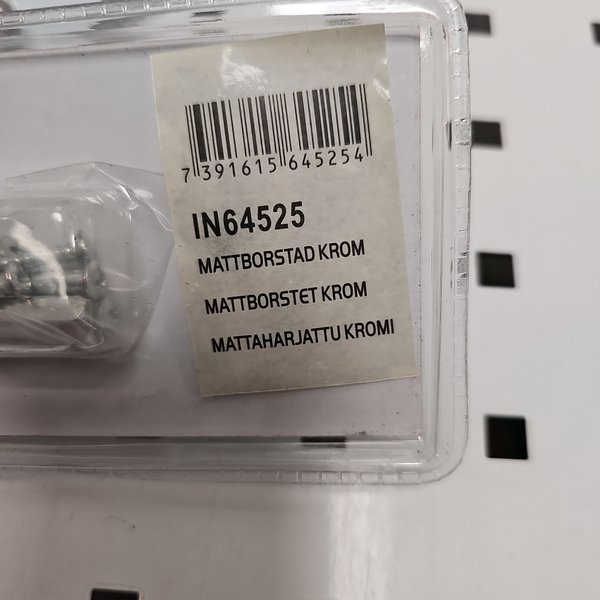 7 391615 645254
IN64525
MATTBORSTAD KROM
MATTBORSTET KROM
MATTAHARJATTU KROMI